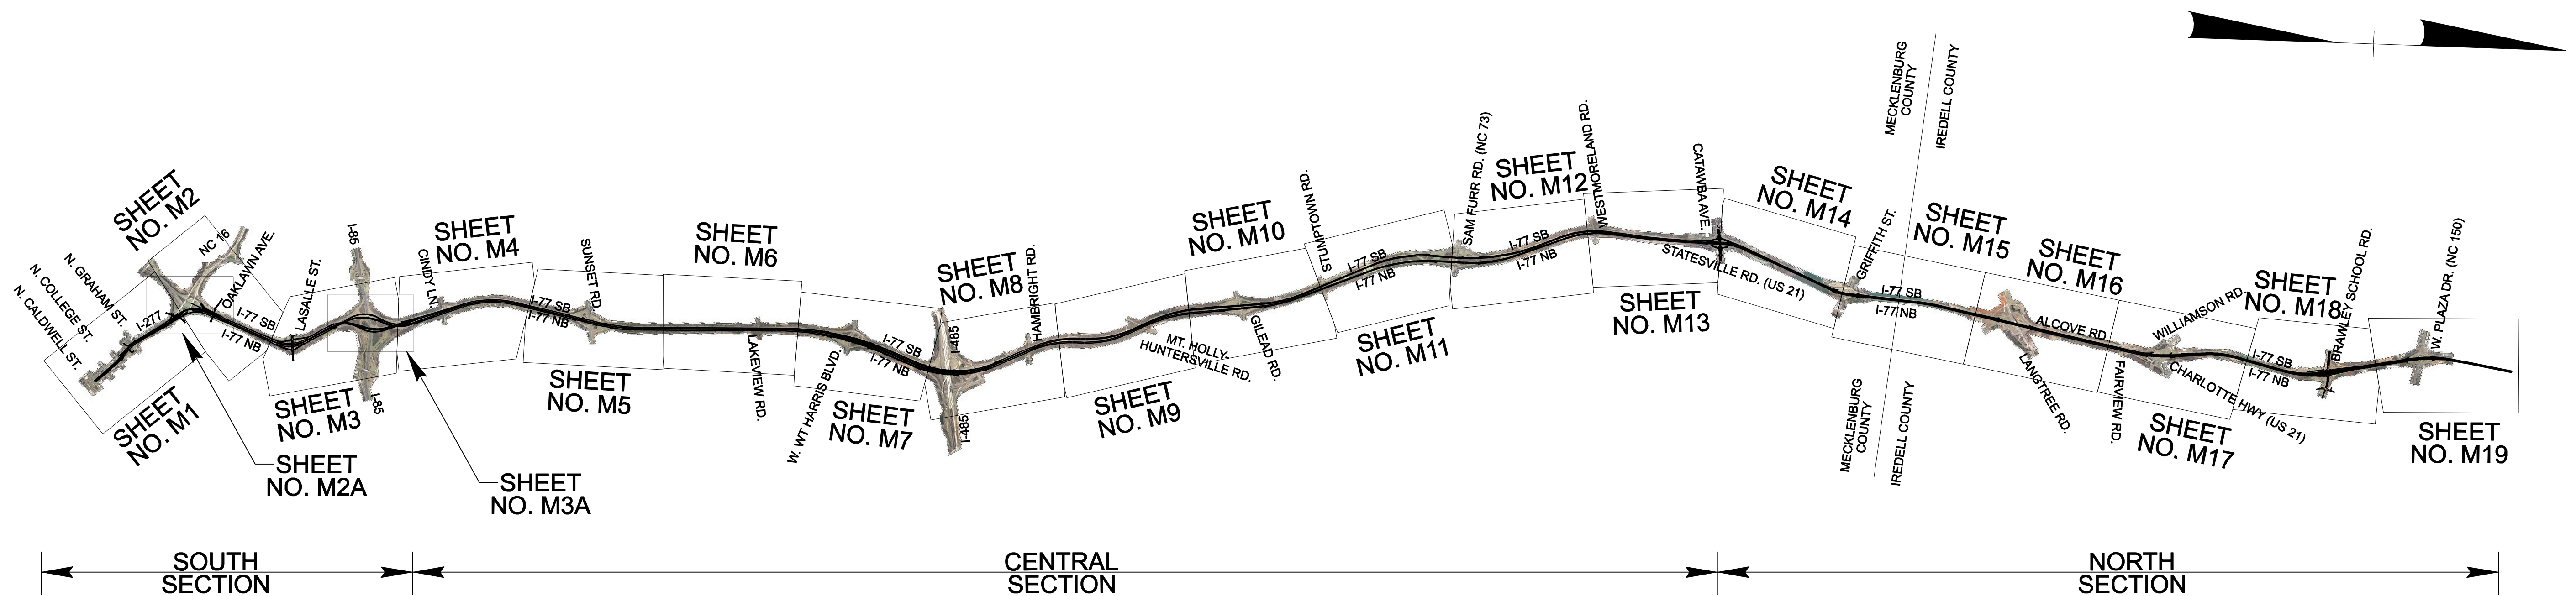 MECKLENBURG
COUNTY
IREDELL COUNTY
SHEET
NO. M2
NC 16
OAKLAWN AVE.
N. GRAHAM ST.
N. COLLEGE ST.
N. CALDWELL ST.
I-277
I-77 SB
I-77 NB
SHEET
NO. M1
SHEET
NO. M2A
LASALLE ST.
I-85
I-85
SHEET
NO. M3
SHEET
NO. M3A
CINDY LN.
SHEET
NO. M4
I-77 SB
I-77 NB
SUNSET RD.
SHEET
NO. M5
SHEET
NO. M6
LAKEVIEW RD.
W. WT HARRIS BLVD.
I-77 SB
I-77 NB
SHEET
NO. M7
SHEET
NO. M8
I-485
I-485
HAMBRIGHT RD.
SHEET
NO. M9
MT. HOLLY-
HUNTERSVILLE RD.
SHEET
NO. M10
GILEAD RD.
STUMPTOWN RD.
I-77 SB
I-77 NB
SHEET
NO. M11
SAM FURR RD. (NC 73)
SHEET
NO. M12
I-77 SB
I-77 NB
WESTMORELAND RD.
SHEET
NO. M13
CATAWBA AVE.
STATESVILLE RD. (US 21)
SHEET
NO. M14
GRIFFITH ST.
I-77 SB
I-77 NB
MECKLENBURG
COUNTY
IREDELL COUNTY
SHEET
NO. M15
SHEET
NO. M16
LANGTREE RD.
ALCOVE RD.
FAIRVIEW RD.
WILLIAMSON RD.
CHARLOTTE HWY (US 21)
SHEET
NO. M17
SHEET
NO. M18
I-77 SB
I-77 NB
BRAWLEY SCHOOL RD.
W. PLAZA DR. (NC 150)
SHEET
NO. M19
SOUTH
SECTION
CENTRAL
SECTION
NORTH
SECTION